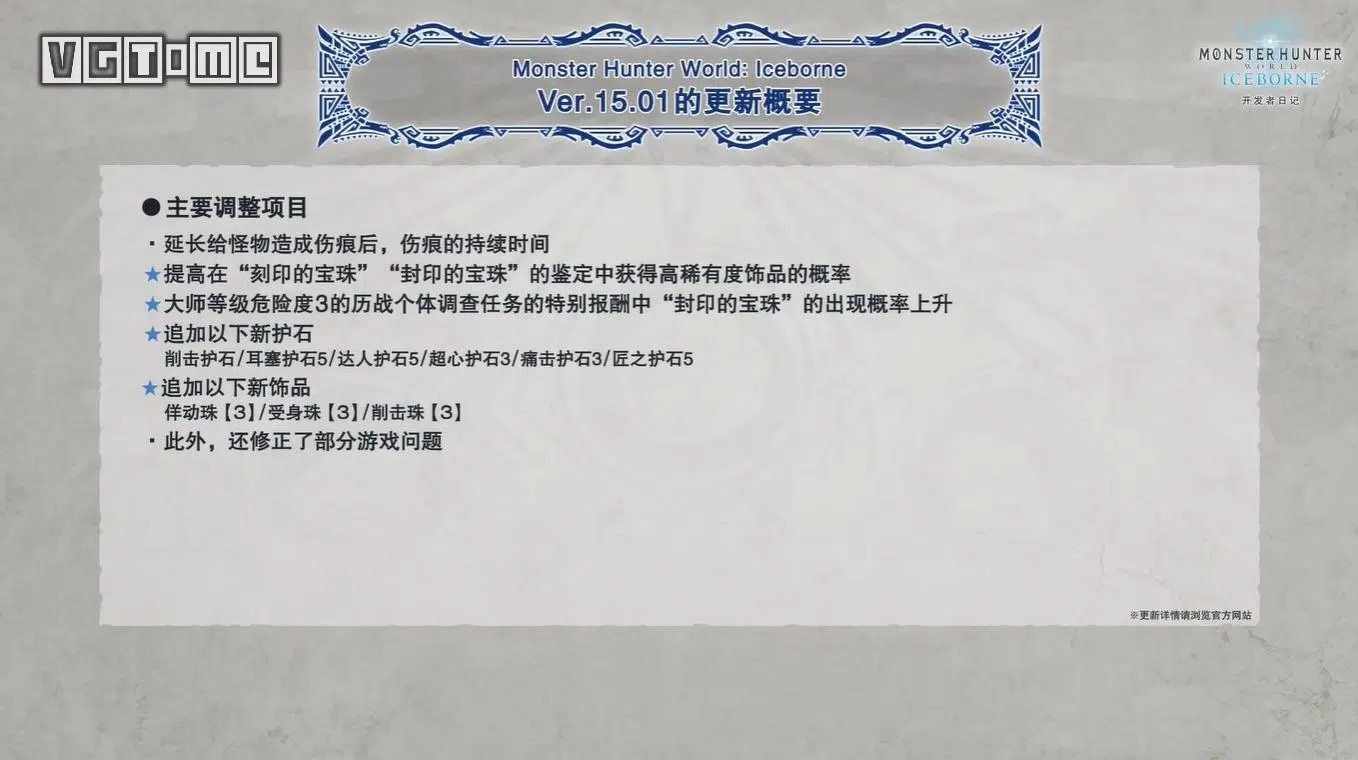 VGTIME
Monster Hunter World: Iceborne
Ver.15.01的更新概要
MONSTER HUNTER
WORLD
ICEBORNE
开发者日记
●主要调整项目
・延长给怪物造成伤痕后，伤痕的持续时间
★提高在“刻印的宝珠”“封印的宝珠”的鉴定中获得高稀有度饰品的概率
★大师等级危险度3的历战个体调查任务的特别报酬中“封印的宝珠”的出现概率上升
★追加以下新护石
削击护石/耳塞护石5/达人护石5/超心护石3/痛击护石3/匠之护石5
★追加以下新饰品
佯动珠【3】/受身珠【3】/削击珠【3】
・此外，还修正了部分游戏问题
※更新详情请浏览官方网站